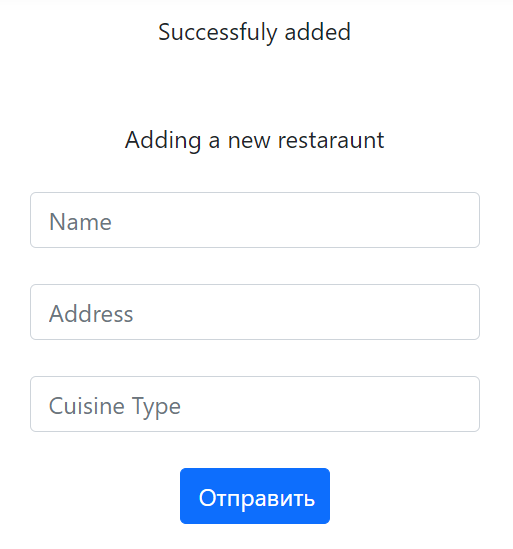 Successfuly added
Adding a new restaraunt
Name
Address
Cuisine Type
Отправить